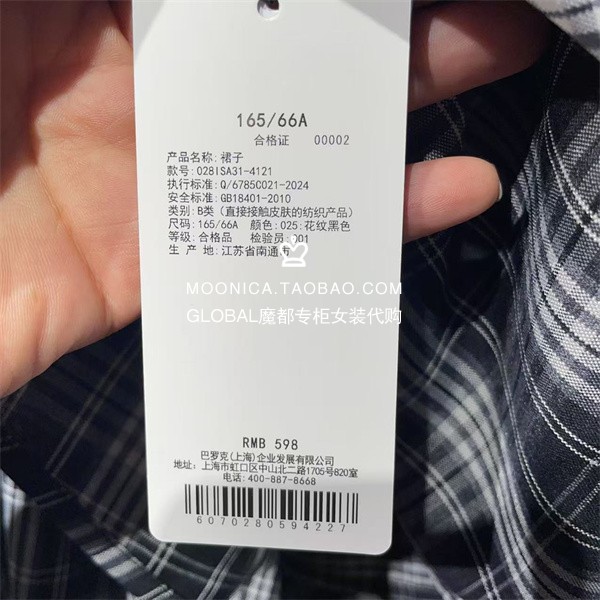 165/66A
合格证 00002
产品名称:裙子
款号:028ISA31-4121
执行标准:Q/6785C021-2024
安全标准:GB18401-2010
类别:B类(直接接触皮肤的纺织产品)
尺码:165/66A 颜色:025:花纹黑色
等级:合格品 检验员:001
生 产 地:江苏省南通市
MOONICA.TAOBAO.COM
GLOBAL魔都专柜女装代购
RMB 598
巴罗克(上海)企业发展有限公司
地址:上海市虹口区中山北二路1705号820室
电话:400-887-8668
6070280594227